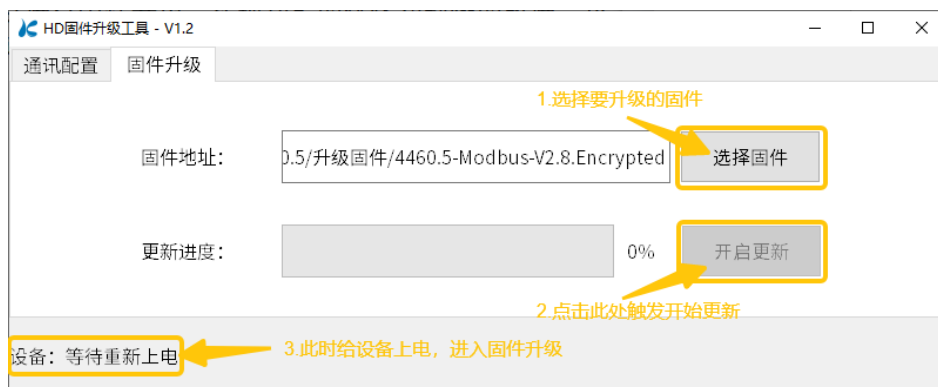 HD固件升级工具 - V1.2
通讯配置 固件升级
1.选择要升级的固件
固件地址： 0.5/升级固件/4460.5-Modbus-V2.8.Encrypted 选择固件
更新进度： 0% 开启更新
2.点击此处触发开始更新
设备：等待重新上电 3.此时给设备上电，进入固件升级